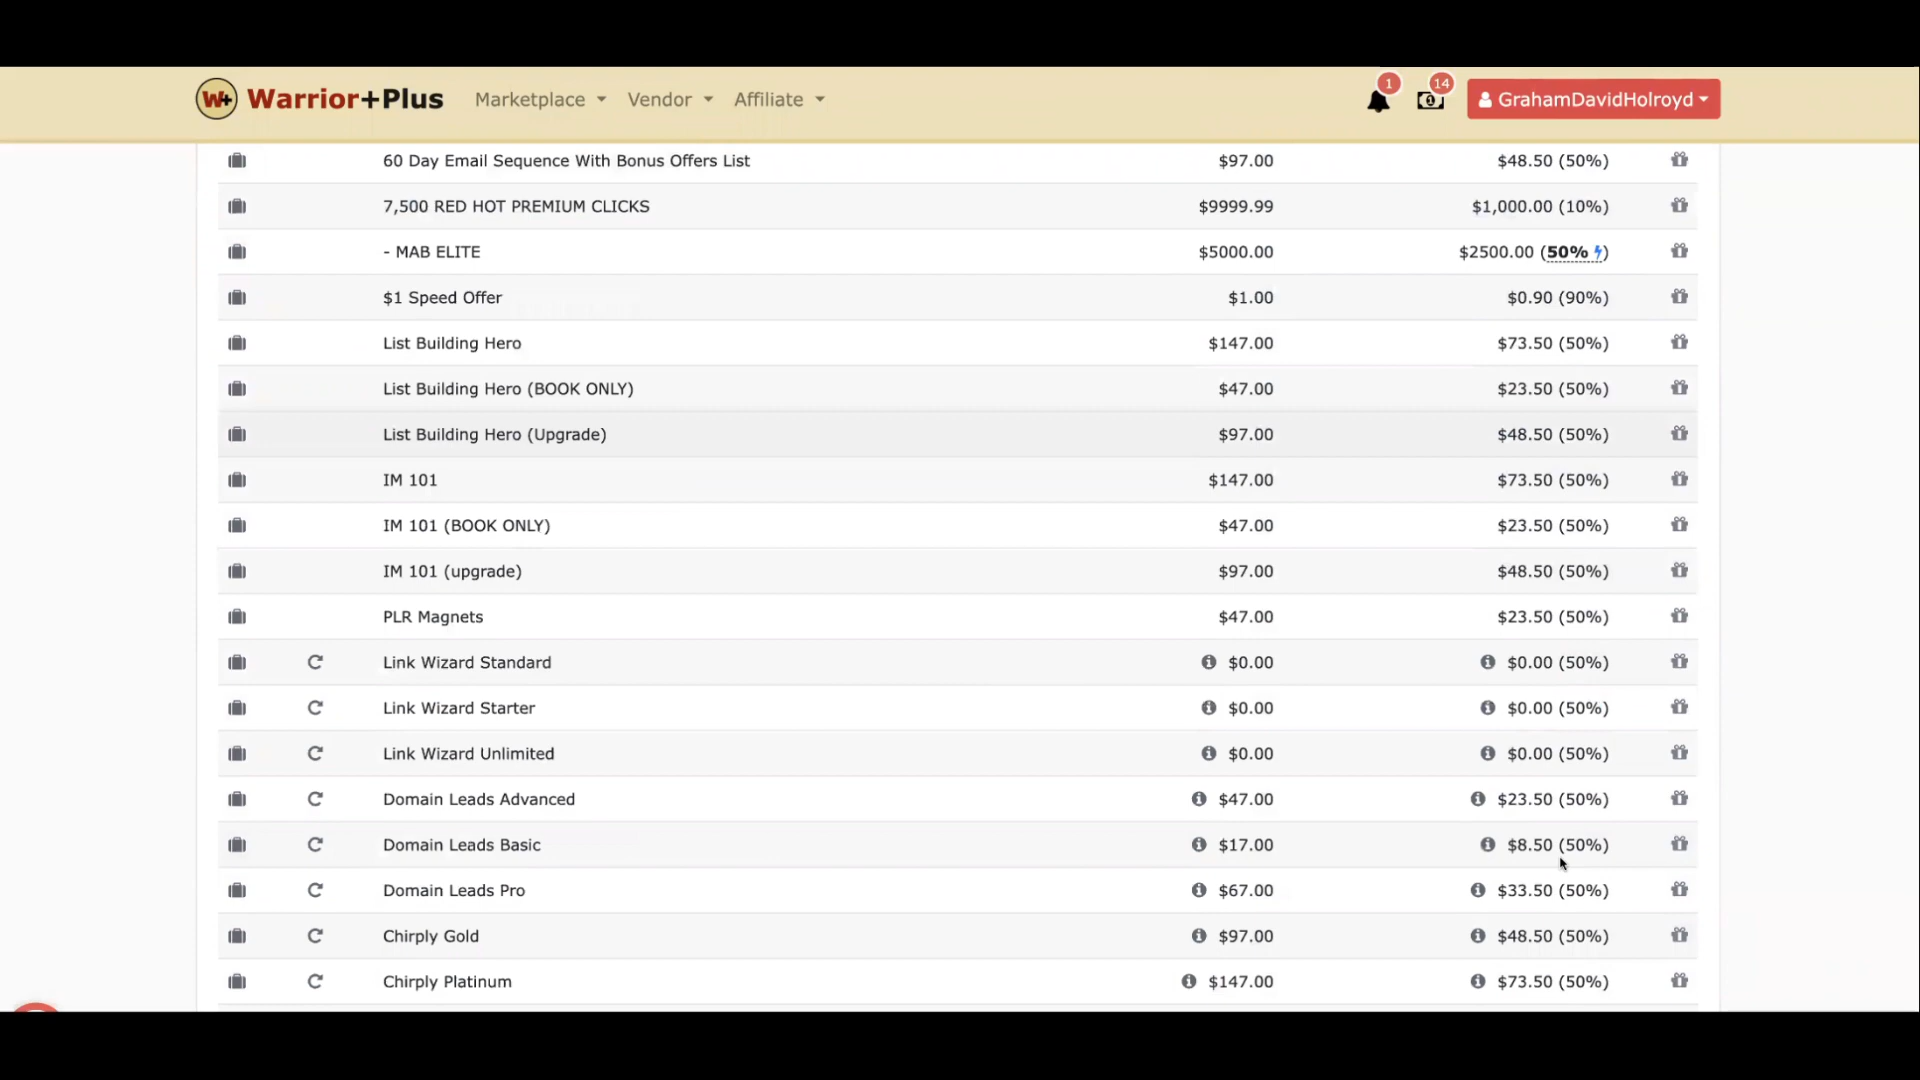 W+ Warrior+Plus Marketplace Vendor Affiliate 1 14 GrahamDavidHolroyd
60 Day Email Sequence With Bonus Offers List $97.00 $48.50 (50%)
7,500 RED HOT PREMIUM CLICKS $9999.99 $1,000.00 (10%)
- MAB ELITE $5000.00 $2500.00 (50%)
$1 Speed Offer $1.00 $0.90 (90%)
List Building Hero $147.00 $73.50 (50%)
List Building Hero (BOOK ONLY) $47.00 $23.50 (50%)
List Building Hero (Upgrade) $97.00 $48.50 (50%)
IM 101 $147.00 $73.50 (50%)
IM 101 (BOOK ONLY) $47.00 $23.50 (50%)
IM 101 (upgrade) $97.00 $48.50 (50%)
PLR Magnets $47.00 $23.50 (50%)
Link Wizard Standard $0.00 $0.00 (50%)
Link Wizard Starter $0.00 $0.00 (50%)
Link Wizard Unlimited $0.00 $0.00 (50%)
Domain Leads Advanced $47.00 $23.50 (50%)
Domain Leads Basic $17.00 $8.50 (50%)
Domain Leads Pro $67.00 $33.50 (50%)
Chirply Gold $97.00 $48.50 (50%)
Chirply Platinum $147.00 $73.50 (50%)